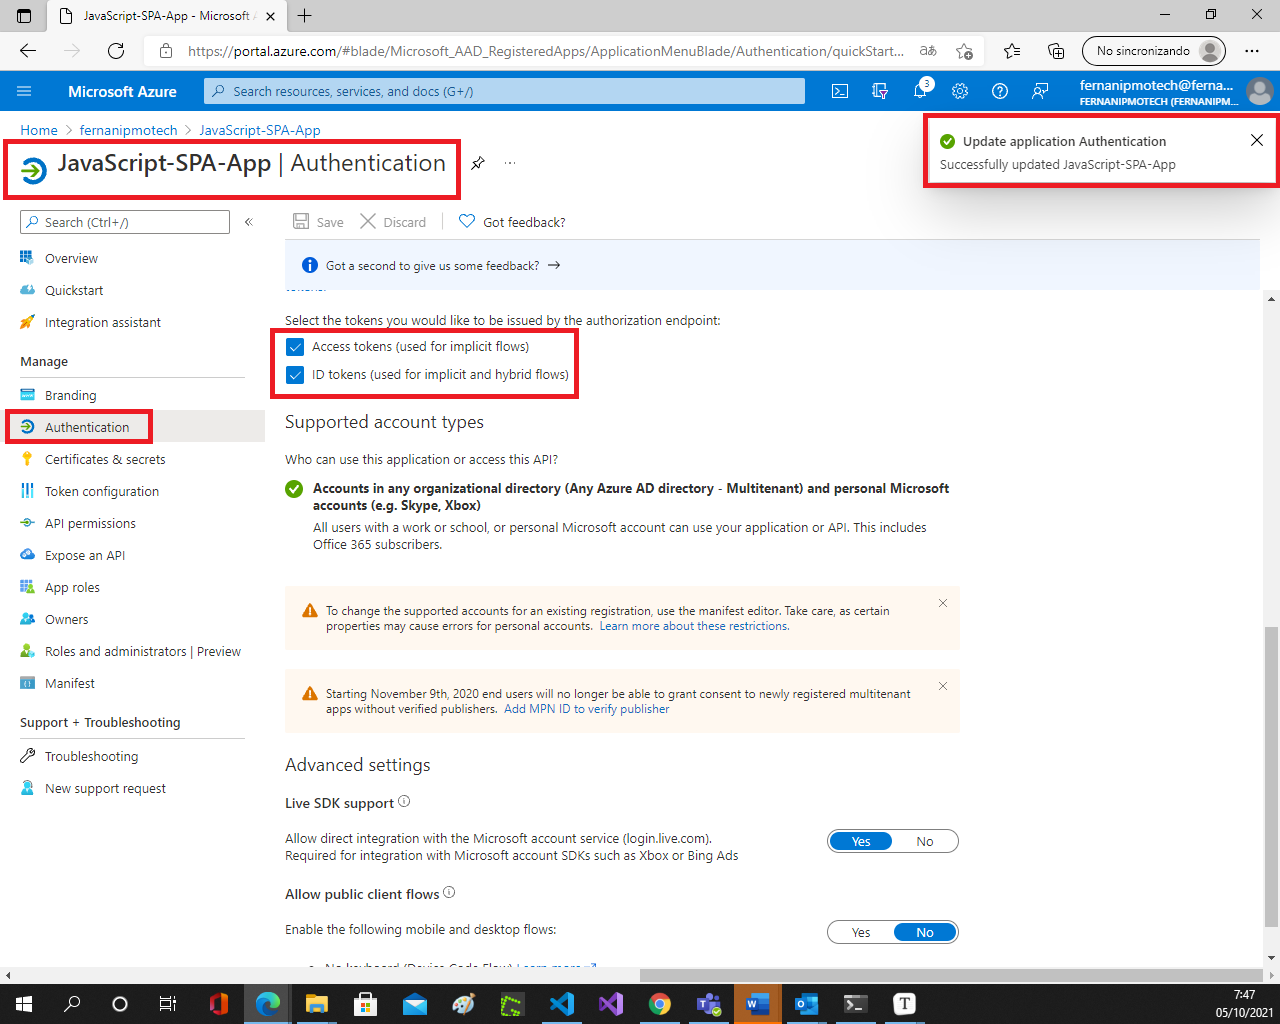 JavaScript-SPA-App - Microsoft A
https://portal.azure.com/#blade/Microsoft_AAD_RegisteredApps/ApplicationMenuBlade/Authentication/quickStart...
No sincronizando
Microsoft Azure
Search resources, services, and docs (G+/)
3
fernanipmotech@ferna...
FERNANIPMOTECH (FERNANIPM...
Home > fernanipmotech > JavaScript-SPA-App
JavaScript-SPA-App | Authentication
Update application Authentication
Successfully updated JavaScript-SPA-App
Search (Ctrl+/)
Save
Discard
Got feedback?
Overview
Quickstart
Integration assistant
Manage
Branding
Authentication
Certificates & secrets
Token configuration
API permissions
Expose an API
App roles
Owners
Roles and administrators | Preview
Manifest
Support + Troubleshooting
Troubleshooting
New support request
Got a second to give us some feedback?
Select the tokens you would like to be issued by the authorization endpoint:
Access tokens (used for implicit flows)
ID tokens (used for implicit and hybrid flows)
Supported account types
Who can use this application or access this API?
Accounts in any organizational directory (Any Azure AD directory - Multitenant) and personal Microsoft
accounts (e.g. Skype, Xbox)
All users with a work or school, or personal Microsoft account can use your application or API. This includes
Office 365 subscribers.
To change the supported accounts for an existing registration, use the manifest editor. Take care, as certain
properties may cause errors for personal accounts. Learn more about these restrictions.
Starting November 9th, 2020 end users will no longer be able to grant consent to newly registered multitenant
apps without verified publishers. Add MPN ID to verify publisher
Advanced settings
Live SDK support
Allow direct integration with the Microsoft account service (login.live.com).
Required for integration with Microsoft account SDKs such as Xbox or Bing Ads
Yes No
Allow public client flows
Enable the following mobile and desktop flows:
Yes No
No keyboard (Device Code Flow) Learn more
7:47
05/10/2021